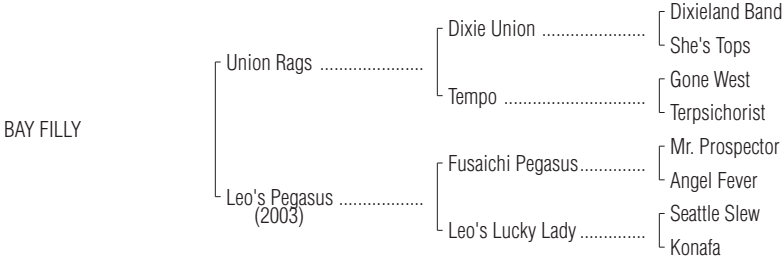 Dixieland Band
Dixie Union ......................
She's Tops
Union Rags ......................
Gone West
Tempo ..............................
Terpsichorist
BAY FILLY
Mr. Prospector
Fusaichi Pegasus..............
Angel Fever
Leo's Pegasus ..................
(2003)
Seattle Slew
Leo's Lucky Lady ..............
Konafa